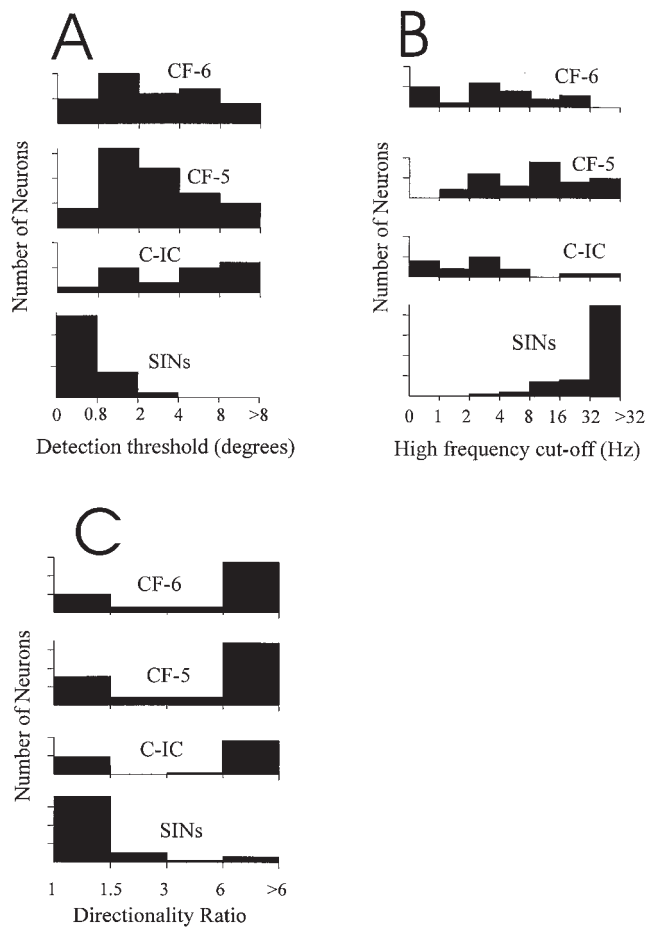 A
CF-6
CF-5
C-IC
SINs
Number of Neurons
0 0.8 2 4 8 >8
Detection threshold (degrees)
B
CF-6
CF-5
C-IC
SINs
Number of Neurons
0 1 2 4 8 16 32 >32
High frequency cut-off (Hz)
C
CF-6
CF-5
C-IC
SINs
Number of Neurons
1 1.5 3 6 >6
Directionality Ratio